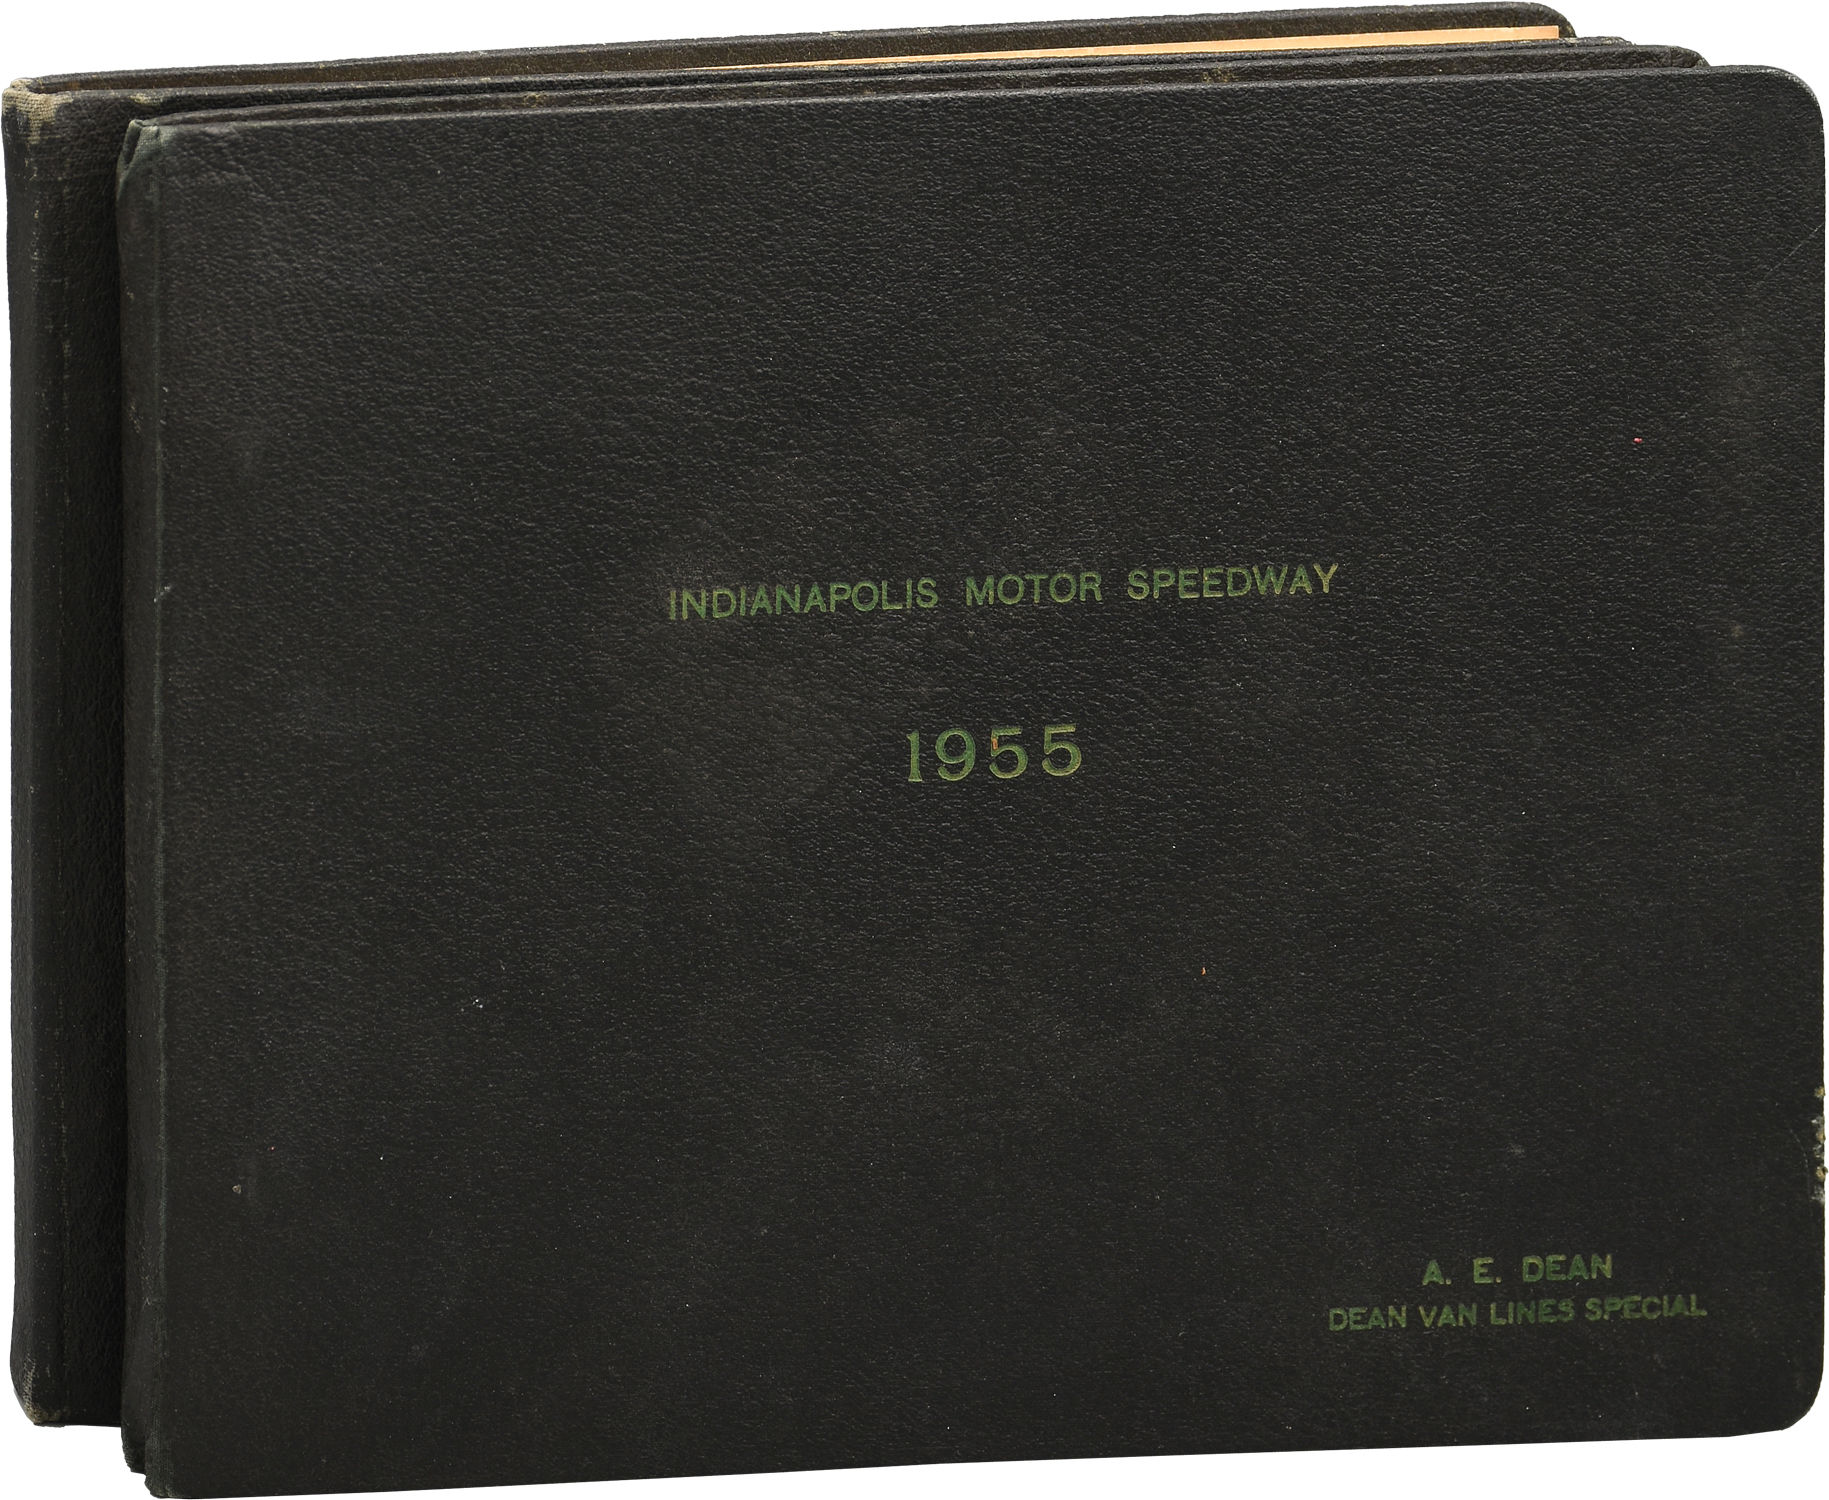 INDIANAPOLIS MOTOR SPEEDWAY
1955
A. E. DEAN
DEAN VAN LINES SPECIAL